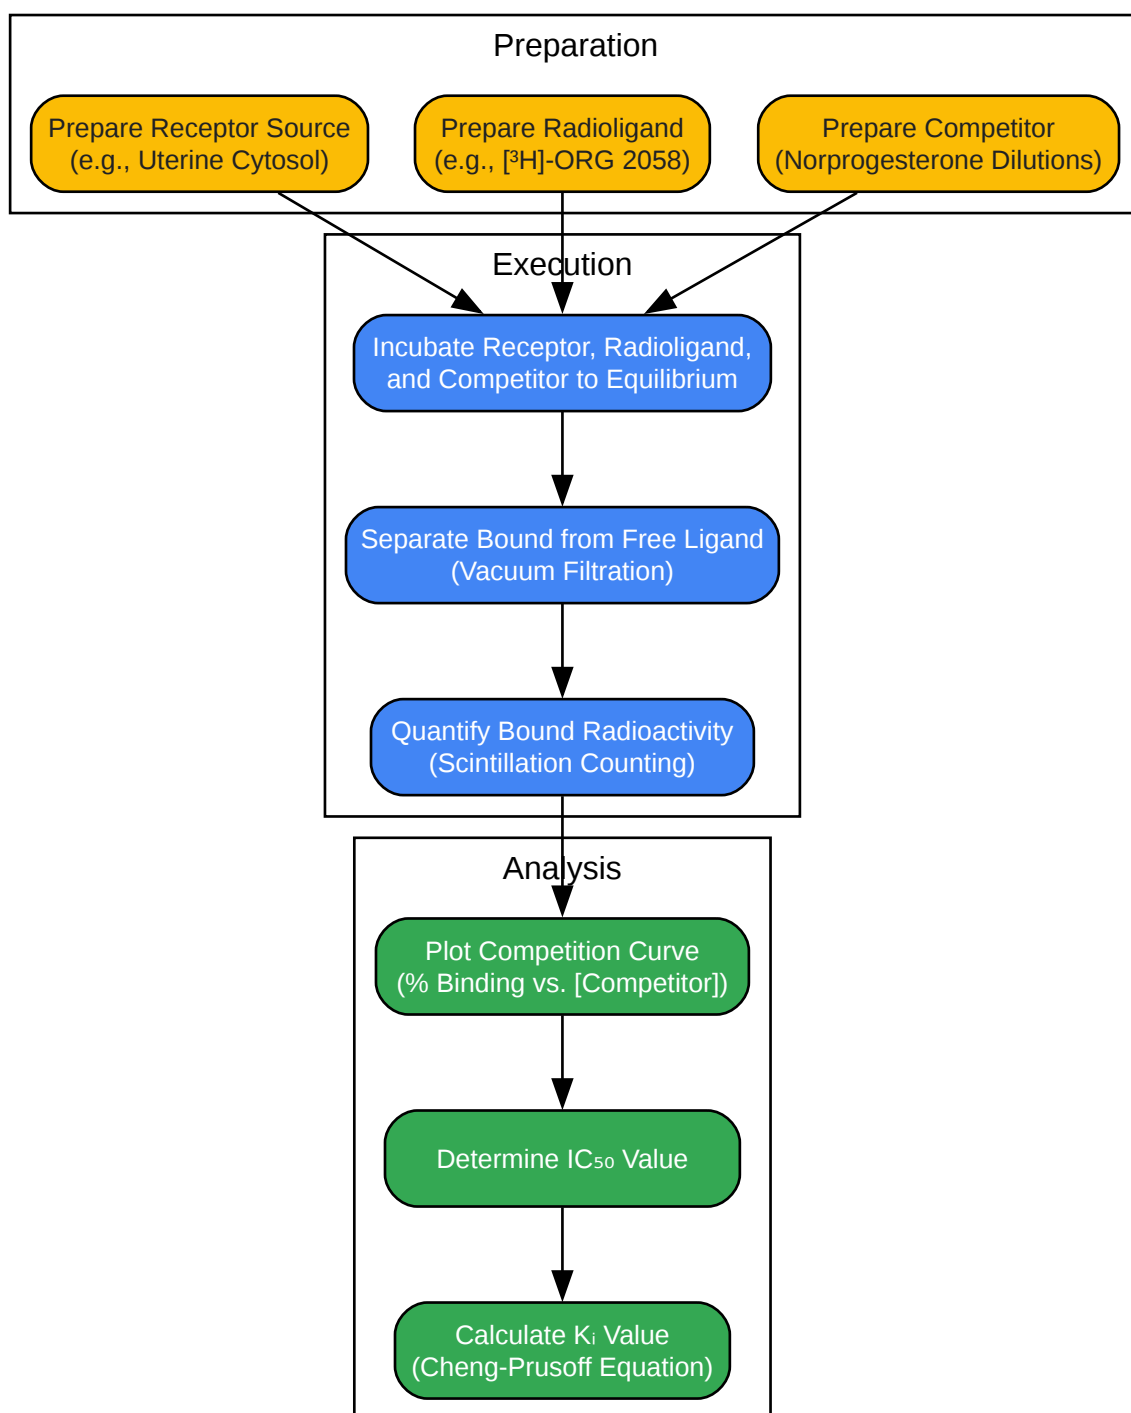 Preparation
Prepare Receptor Source
(e.g., Uterine Cytosol)
Prepare Radioligand
(e.g., [³H]-ORG 2058)
Prepare Competitor
(Norprogesterone Dilutions)
Execution
Incubate Receptor, Radioligand,
and Competitor to Equilibrium
Separate Bound from Free Ligand
(Vacuum Filtration)
Quantify Bound Radioactivity
(Scintillation Counting)
Analysis
Plot Competition Curve
(% Binding vs. [Competitor])
Determine IC₅₀ Value
Calculate Kᵢ Value
(Cheng-Prusoff Equation)